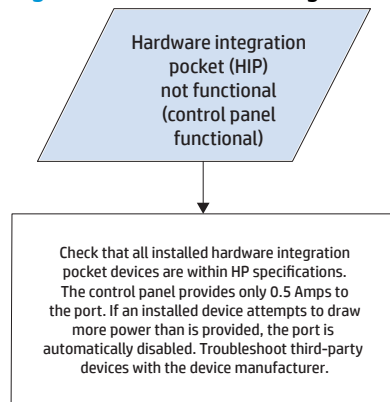 Hardware integration
pocket (HIP)
not functional
(control panel
functional)
Check that all installed hardware integration
pocket devices are within HP specifications.
The control panel provides only 0.5 Amps to
the port. If an installed device attempts to draw
more power than is provided, the port is
automatically disabled. Troubleshoot third-party
devices with the device manufacturer.